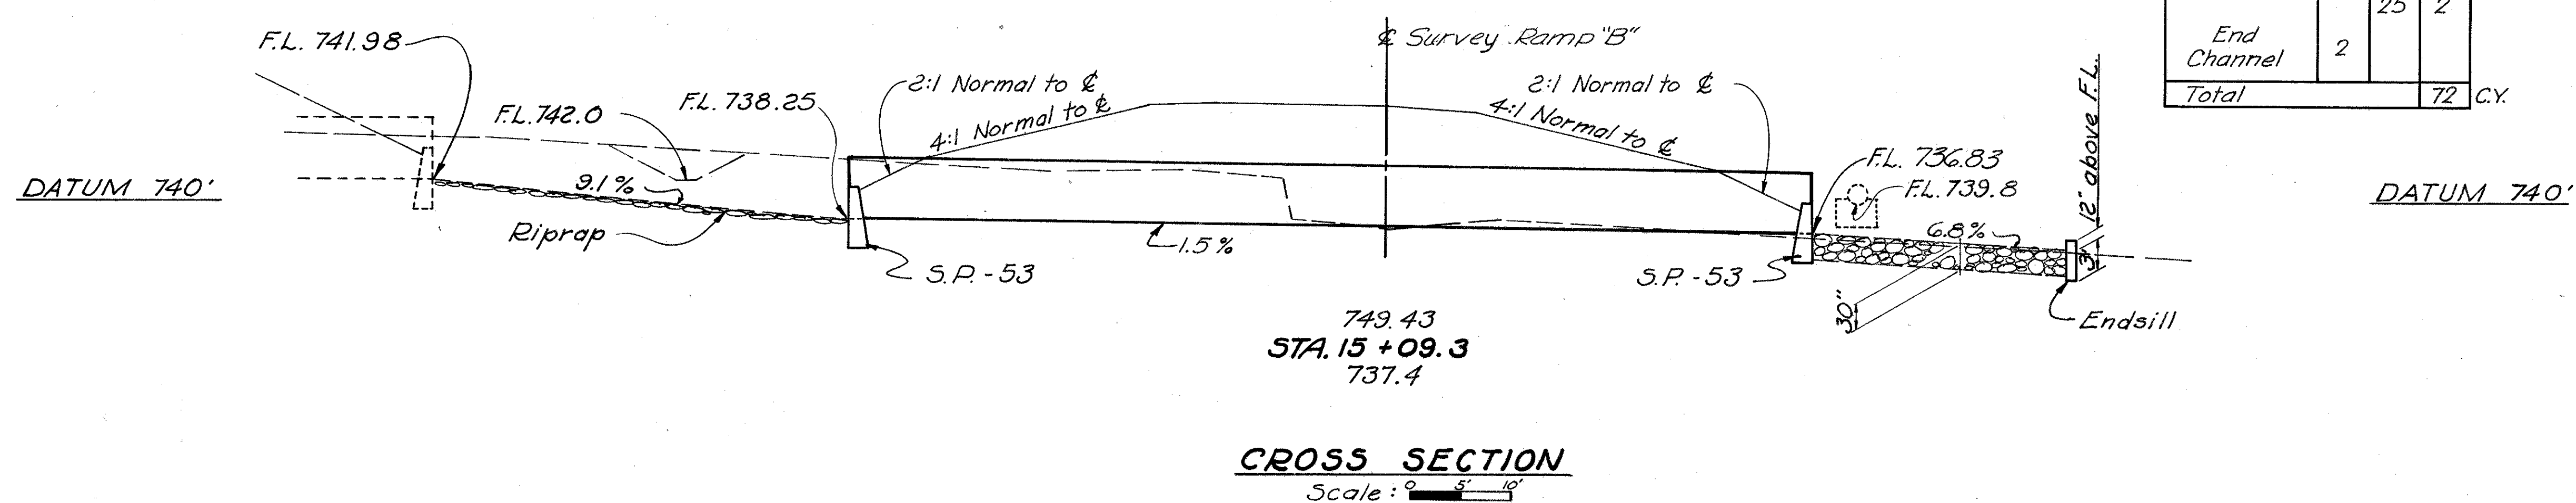 25 2
End
Channel
2
Total 72 C.Y.
F.L. 741.98
℄ Survey Ramp "B"
2:1 Normal to ℄
4:1 Normal to ℄
2:1 Normal to ℄
4:1 Normal to ℄
F.L. 742.0
F.L. 738.25
12" above F.L.
F.L. 736.83
F.L. 739.8
DATUM 740'
9.1%
DATUM 740'
Riprap
1.5%
6.8%
3'
S.P. - 53
S.P. - 53
30"
Endsill
749.43
STA. 15 + 09.3
737.4
CROSS SECTION
Scale: 0 5' 10'